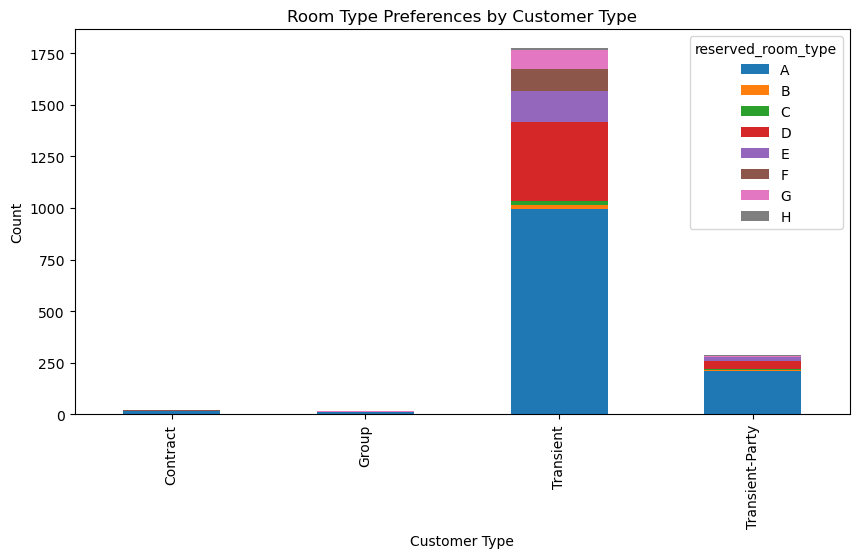 Room Type Preferences by Customer Type
1750
1500
1250
1000
750
500
250
0
Count
reserved_room_type
A
B
C
D
E
F
G
H
Contract
Group
Transient
Transient-Party
Customer Type